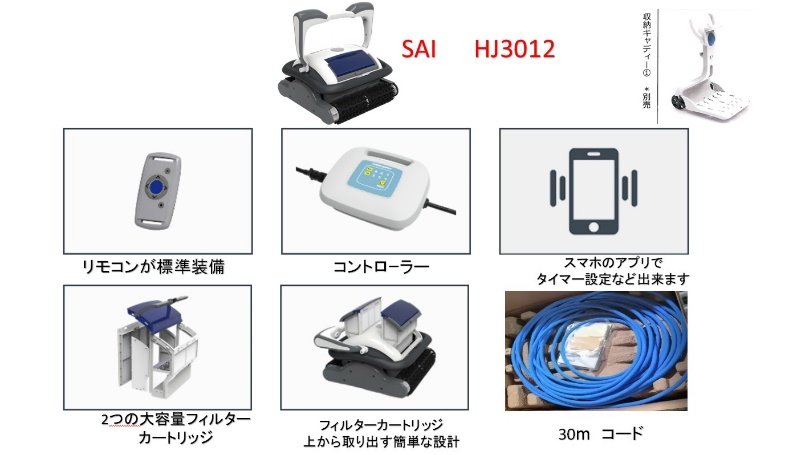 SAI HJ3012
収納キャディー① *別売
リモコンが標準装備
コントローラー
スマホのアプリで
タイマー設定など出来ます
2つの大容量フィルター
カートリッジ
フィルターカートリッジ
上から取り出す簡単な設計
30m コード